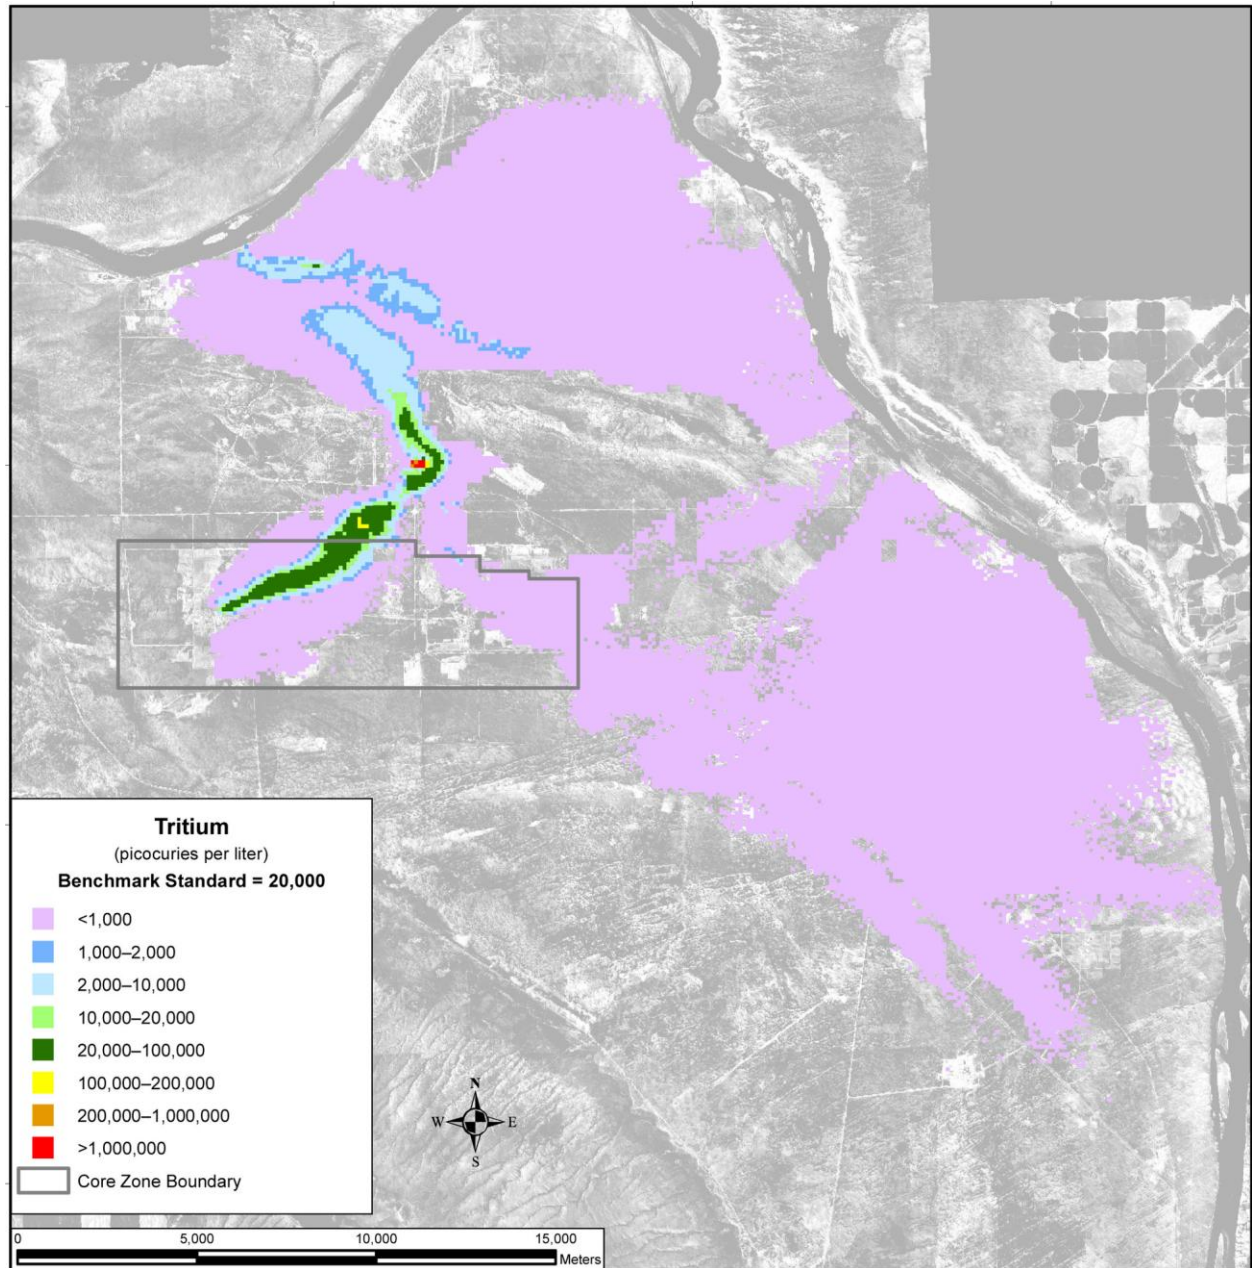 Tritium
(picocuries per liter)
Benchmark Standard = 20,000
<1,000
1,000–2,000
2,000–10,000
10,000–20,000
20,000–100,000
100,000–200,000
200,000–1,000,000
>1,000,000
Core Zone Boundary
N
W E
S
0 5,000 10,000 15,000
Meters